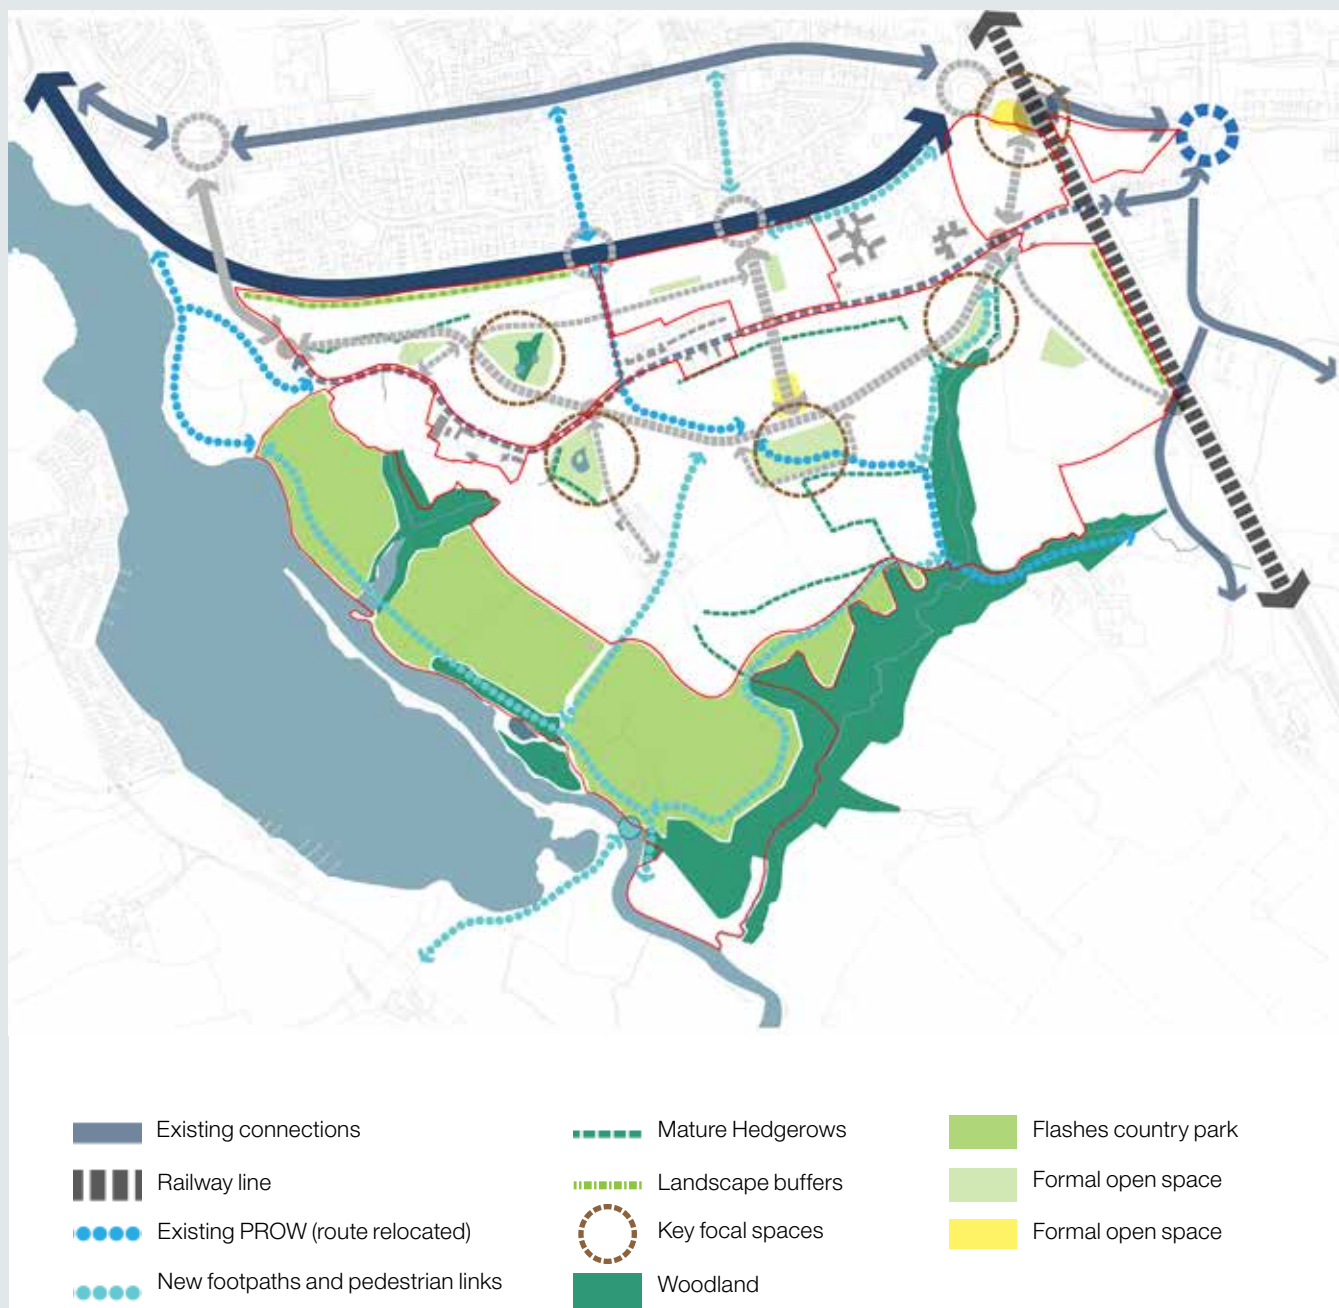 Existing connections
Railway line
Existing PROW (route relocated)
New footpaths and pedestrian links
Mature Hedgerows
Landscape buffers
Key focal spaces
Woodland
Flashes country park
Formal open space
Formal open space